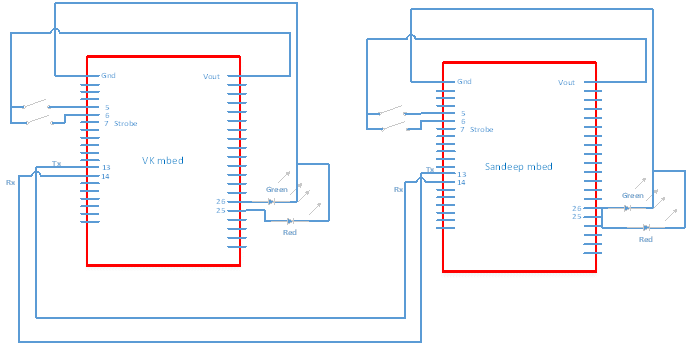 Gnd
Vout
5
6
7 Strobe
VK mbed
Tx
13
14
Rx
Green
26
25
Red
Gnd
Vout
5
6
7 Strobe
Sandeep mbed
Tx
13
14
Rx
Green
26
25
Red